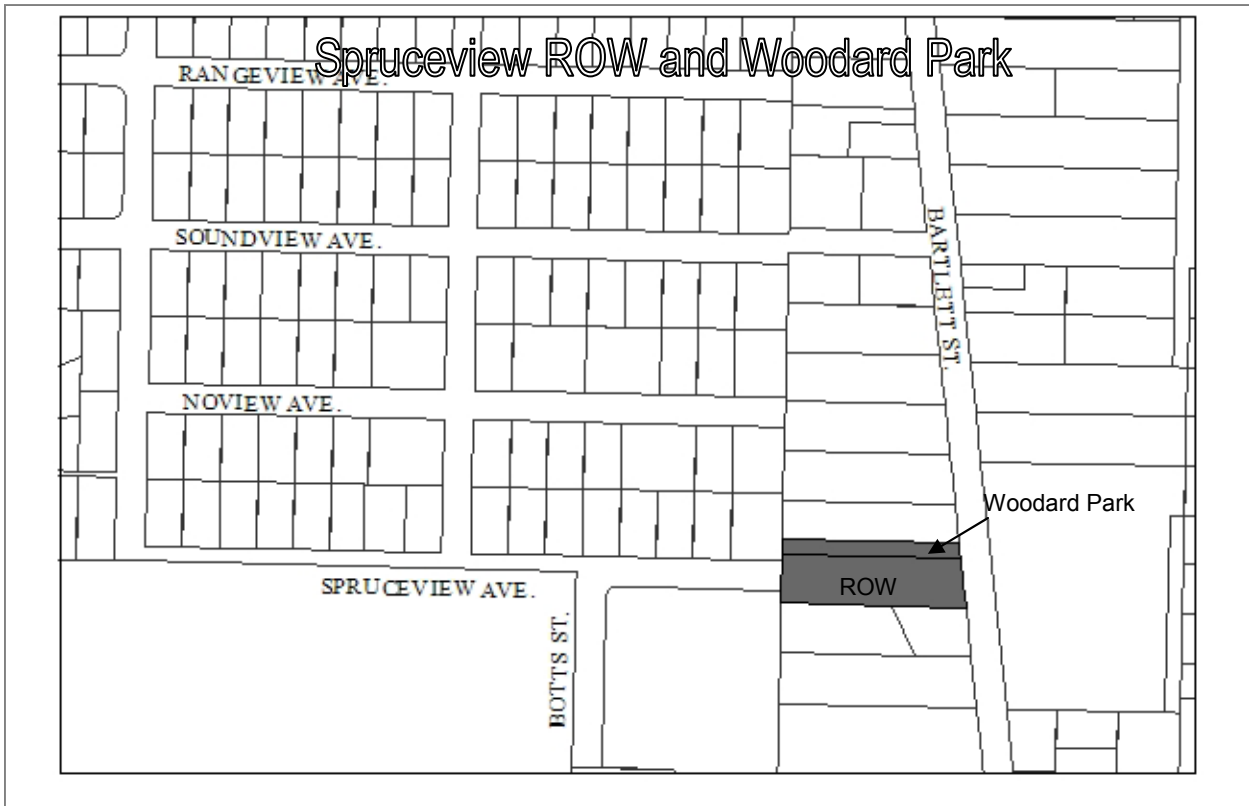 Spruceview ROW and Woodard Park
RANGEVIEW AVE.
SOUNDVIEW AVE.
BARTLETT ST.
NOVIEW AVE.
Woodard Park
ROW
SPRUCEVIEW AVE.
BOTTS ST.